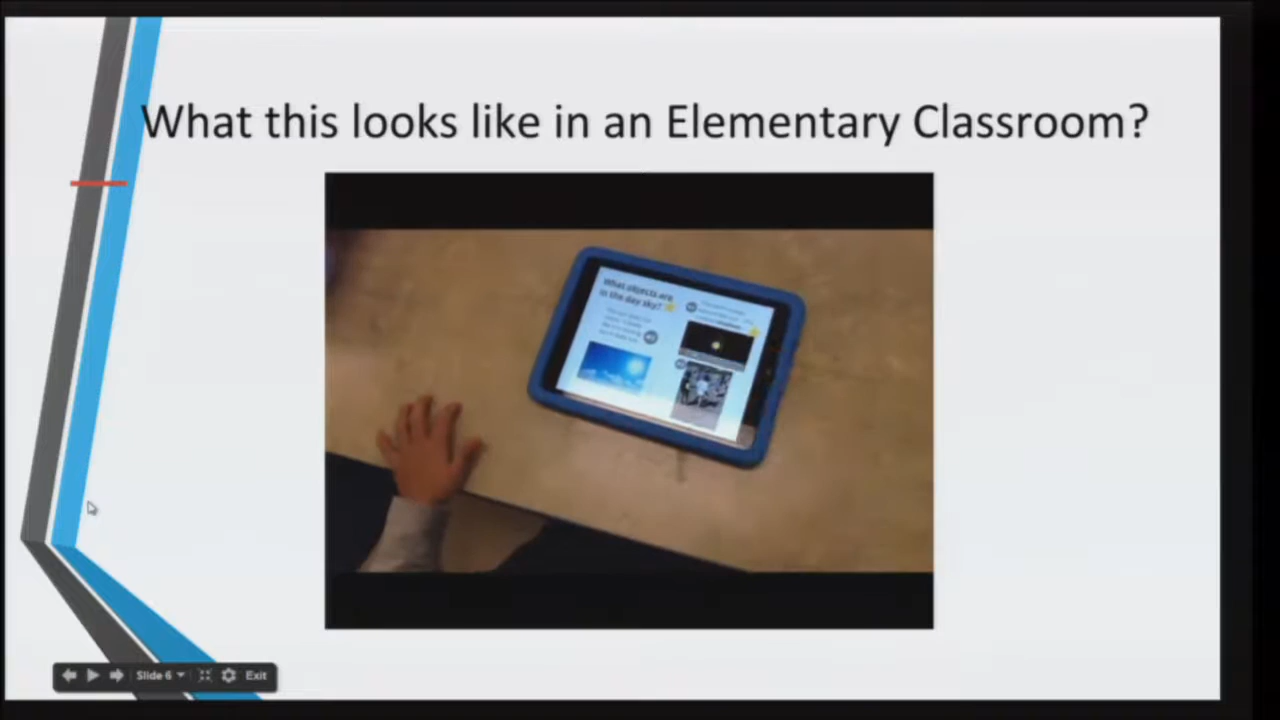 What this looks like in an Elementary Classroom?
What objects are
in the day sky?
Slide 6
Exit